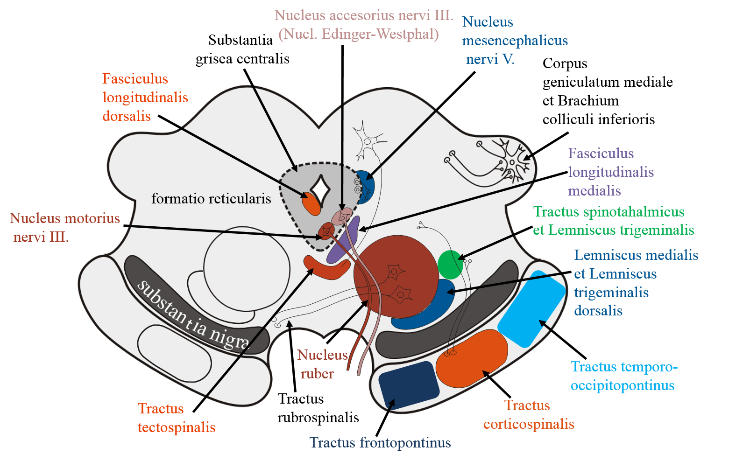 Nucleus accesorius nervi III.
(Nucl. Edinger-Westphal)
Nucleus
mesencephalicus
nervi V.
Substantia
grisca centralis
Corpus
geniculatum mediale
et Brachium
colliculi inferioris
Fasciculus
longitudinalis
dorsalis
Fasciculus
longitudinalis
medialis
formatio reticularis
Nucleus motorius
nervi III.
Tractus spinotahalmicus
et Lemniscus trigeminalis
Lemniscus medialis
et Lemniscus
trigeminalis
dorsalis
substantia nigra
Nucleus
ruber
Tractus temporo-
occipitopontinus
Tractus
rubrospinalis
Tractus
tectospinalis
Tractus
corticospinalis
Tractus frontopontinus